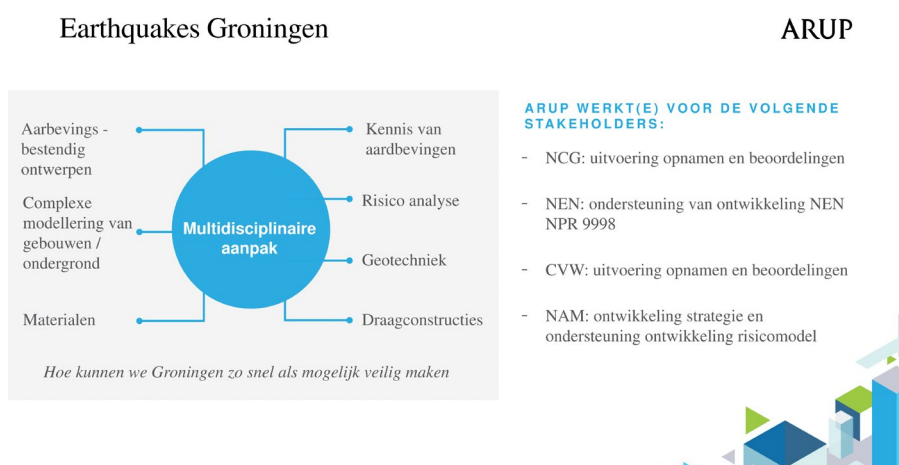 Earthquakes Groningen
ARUP
Aarbevings -
bestendig
ontwerpen
Complexe
modellering van
gebouwen /
ondergrond
Materialen
Multidisciplinaire
aanpak
Kennis van
aardbevingen
Risico analyse
Geotechniek
Draagconstructies
Hoe kunnen we Groningen zo snel als mogelijk veilig maken
ARUP WERKT(E) VOOR DE VOLGENDE
STAKEHOLDERS:
- NCG: uitvoering opnamen en beoordelingen
- NEN: ondersteuning van ontwikkeling NEN
NPR 9998
- CVW: uitvoering opnamen en beoordelingen
- NAM: ontwikkeling strategie en
ondersteuning ontwikkeling risicomodel